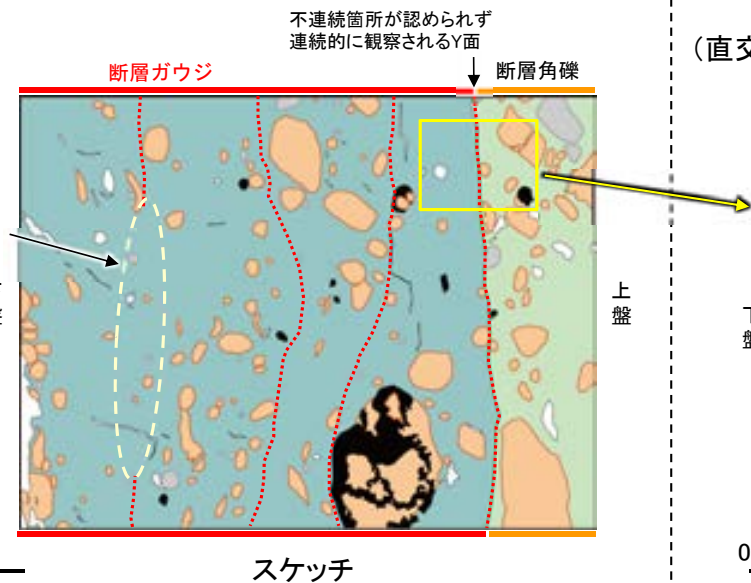 不連続箇所が認められず
連続的に観察されるY面
断層ガウジ
断層角礫
(直交
上盤
盤
スケッチ
0